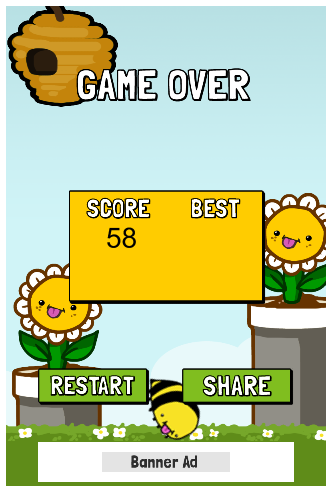 GAME OVER
SCORE BEST
58
RESTART SHARE
Banner Ad